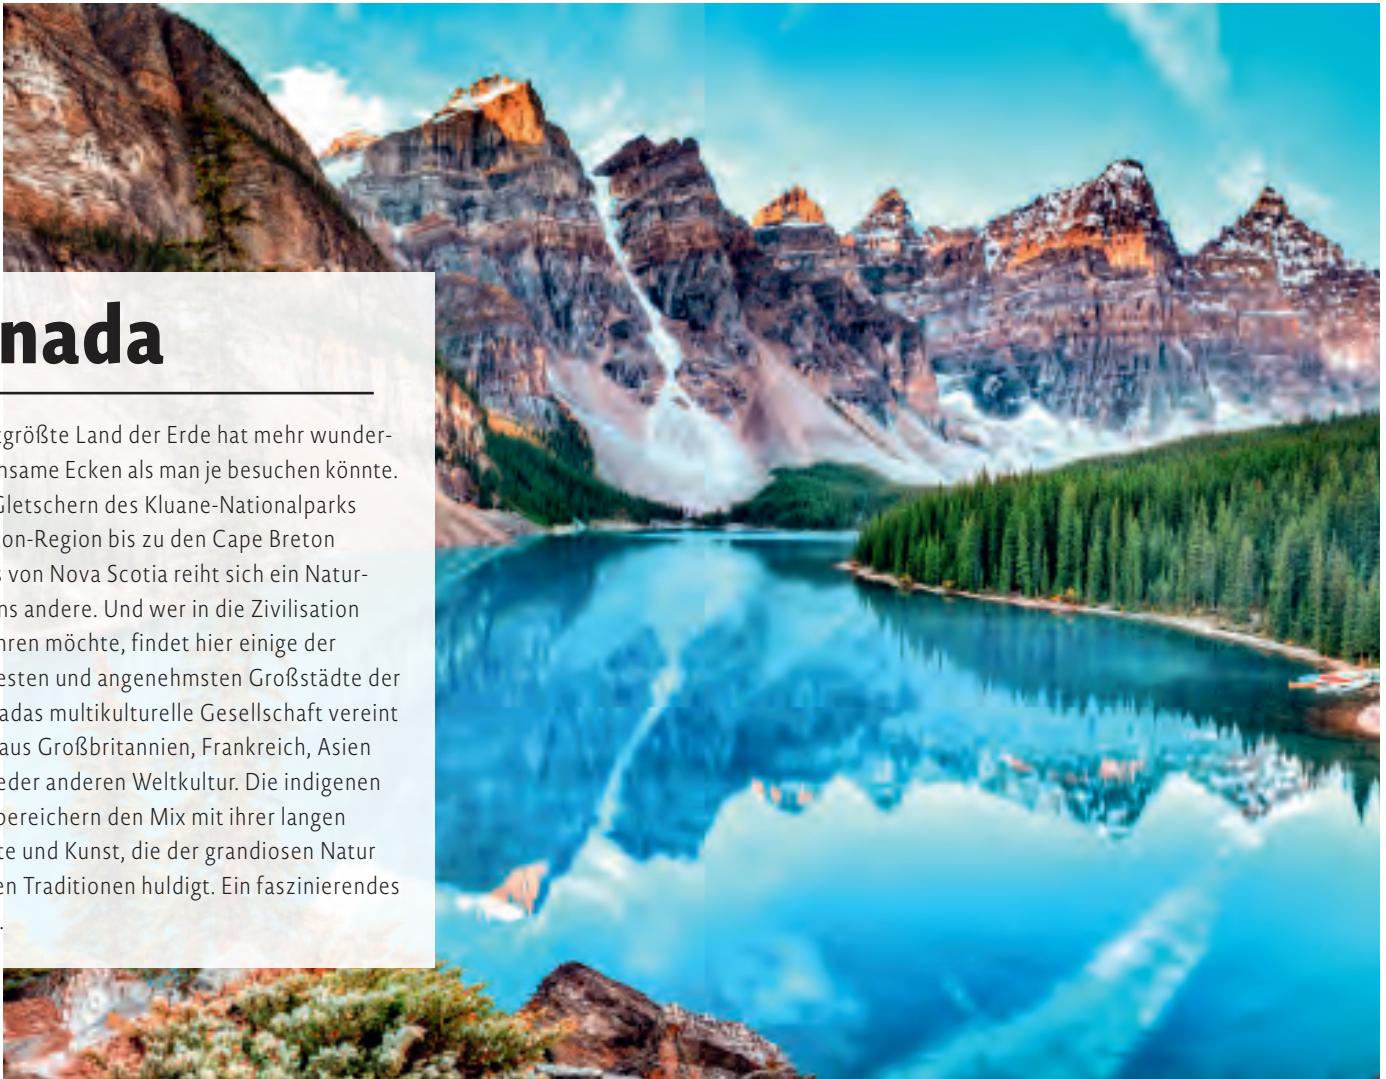 nada
größte Land der Erde hat mehr wunder-
nsame Ecken als man je besuchen könnte.
Gletschern des Kluane-Nationalparks
on-Region bis zu den Cape Breton
s von Nova Scotia reiht sich ein Natur-
ns andere. Und wer in die Zivilisation
hren möchte, findet hier einige der
esten und angenehmsten Großstädte der
adas multikulturelle Gesellschaft vereint
aus Großbritannien, Frankreich, Asien
eder anderen Weltkultur. Die indigenen
bereichern den Mix mit ihrer langen
te und Kunst, die der grandiosen Natur
en Traditionen huldigt. Ein faszinierendes
.